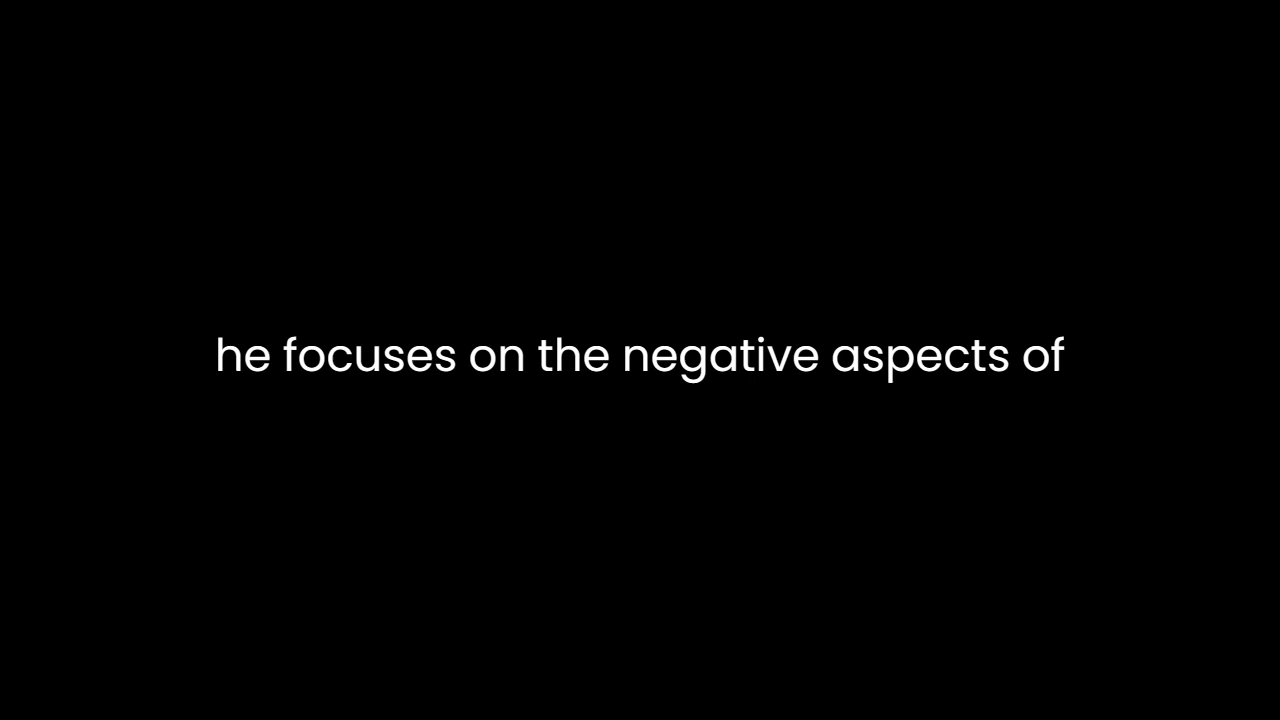 he focuses on the negative aspects of